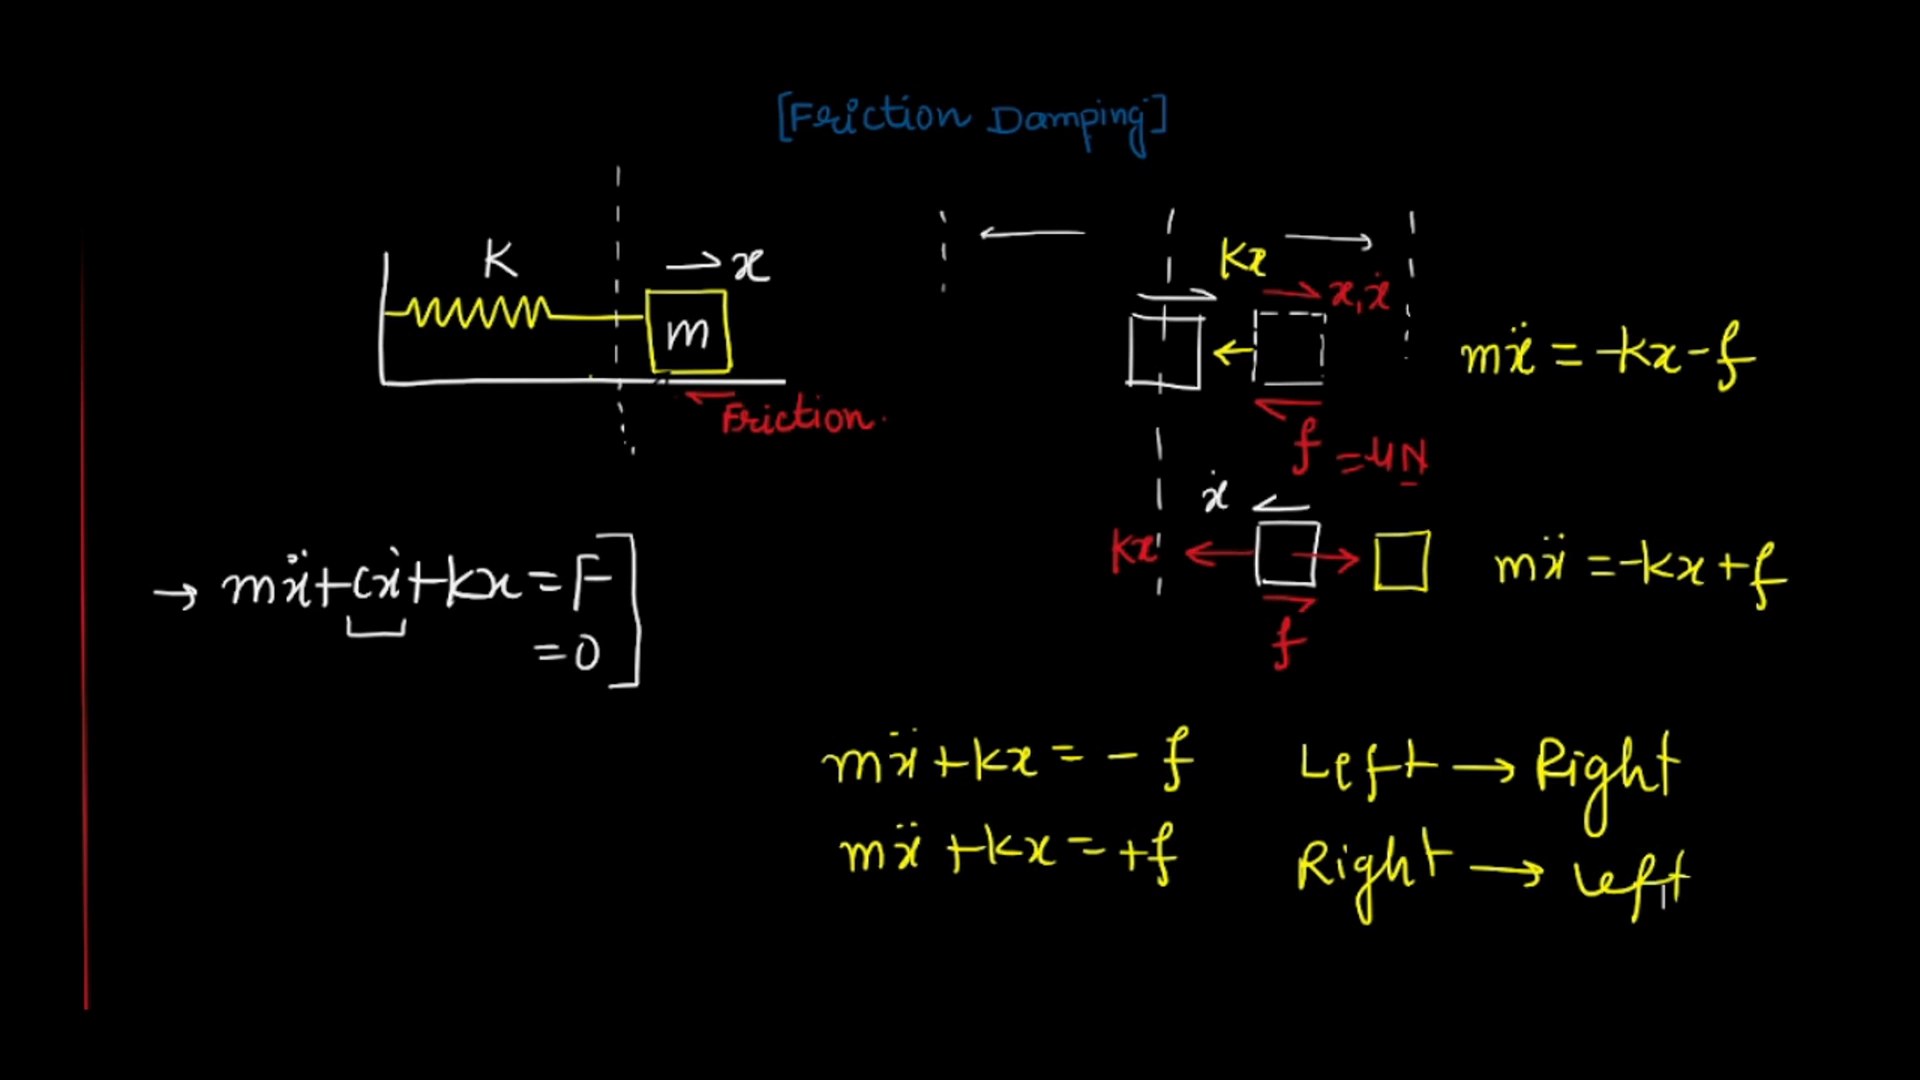 [Friction Damping]
K
→ x
m
Friction.
Kx
x, ẋ
mẍ = -kx - f
f = μN
ẋ
Kx
f
mẍ = -kx + f
→ mẍ + cẋ + kx = F
= 0
mẍ + kx = - f Left → Right
mẍ + kx = + f Right → Left